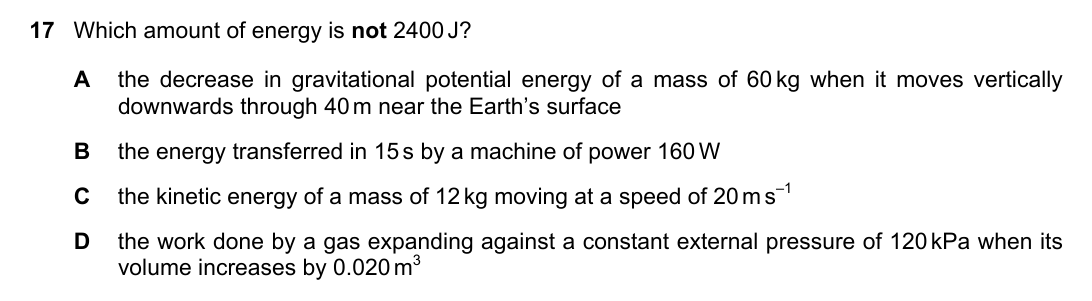 17 Which amount of energy is not 2400 J?
A the decrease in gravitational potential energy of a mass of 60 kg when it moves vertically
downwards through 40 m near the Earth's surface
B the energy transferred in 15 s by a machine of power 160 W
C the kinetic energy of a mass of 12 kg moving at a speed of 20 m s⁻¹
D the work done by a gas expanding against a constant external pressure of 120 kPa when its
volume increases by 0.020 m³